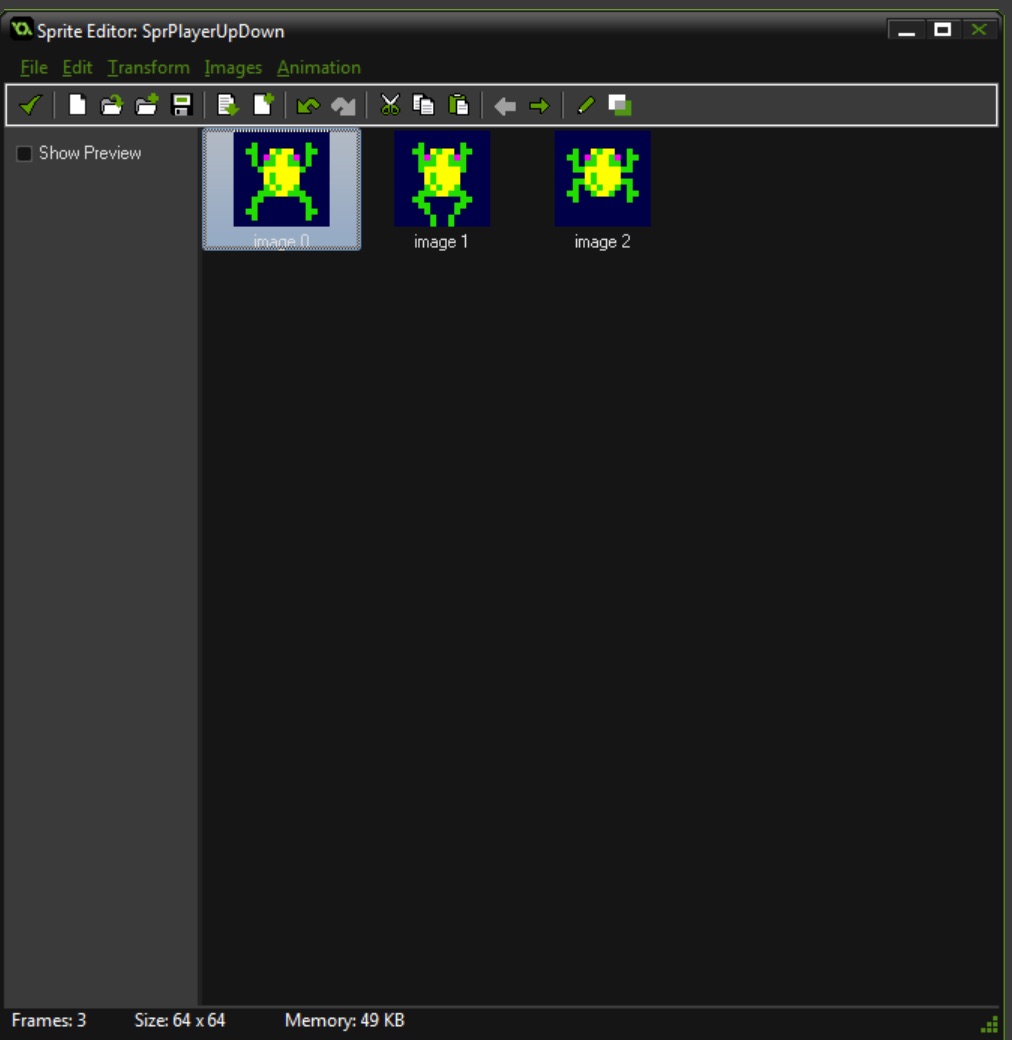 Sprite Editor: SprPlayerUpDown
File Edit Transform Images Animation
Show Preview
image 0 image 1 image 2
Frames: 3 Size: 64 x 64 Memory: 49 KB